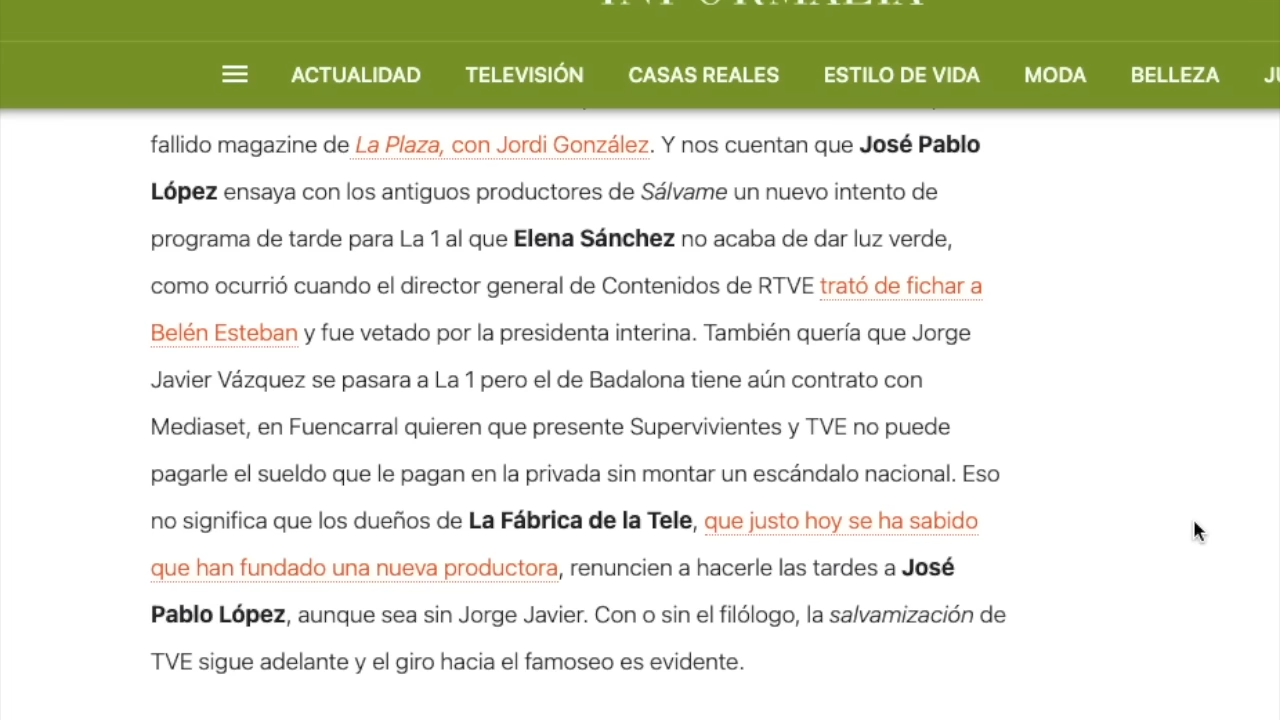 ACTUALIDAD TELEVISIÓN CASAS REALES ESTILO DE VIDA MODA BELLEZA
fallido magazine de La Plaza, con Jordi González. Y nos cuentan que José Pablo
López ensaya con los antiguos productores de Sálvame un nuevo intento de
programa de tarde para La 1 al que Elena Sánchez no acaba de dar luz verde,
como ocurrió cuando el director general de Contenidos de RTVE trató de fichar a
Belén Esteban y fue vetado por la presidenta interina. También quería que Jorge
Javier Vázquez se pasara a La 1 pero el de Badalona tiene aún contrato con
Mediaset, en Fuencarral quieren que presente Supervivientes y TVE no puede
pagarle el sueldo que le pagan en la privada sin montar un escándalo nacional. Eso
no significa que los dueños de La Fábrica de la Tele, que justo hoy se ha sabido
que han fundado una nueva productora, renuncien a hacerle las tardes a José
Pablo López, aunque sea sin Jorge Javier. Con o sin el filólogo, la salvamización de
TVE sigue adelante y el giro hacia el famoseo es evidente.